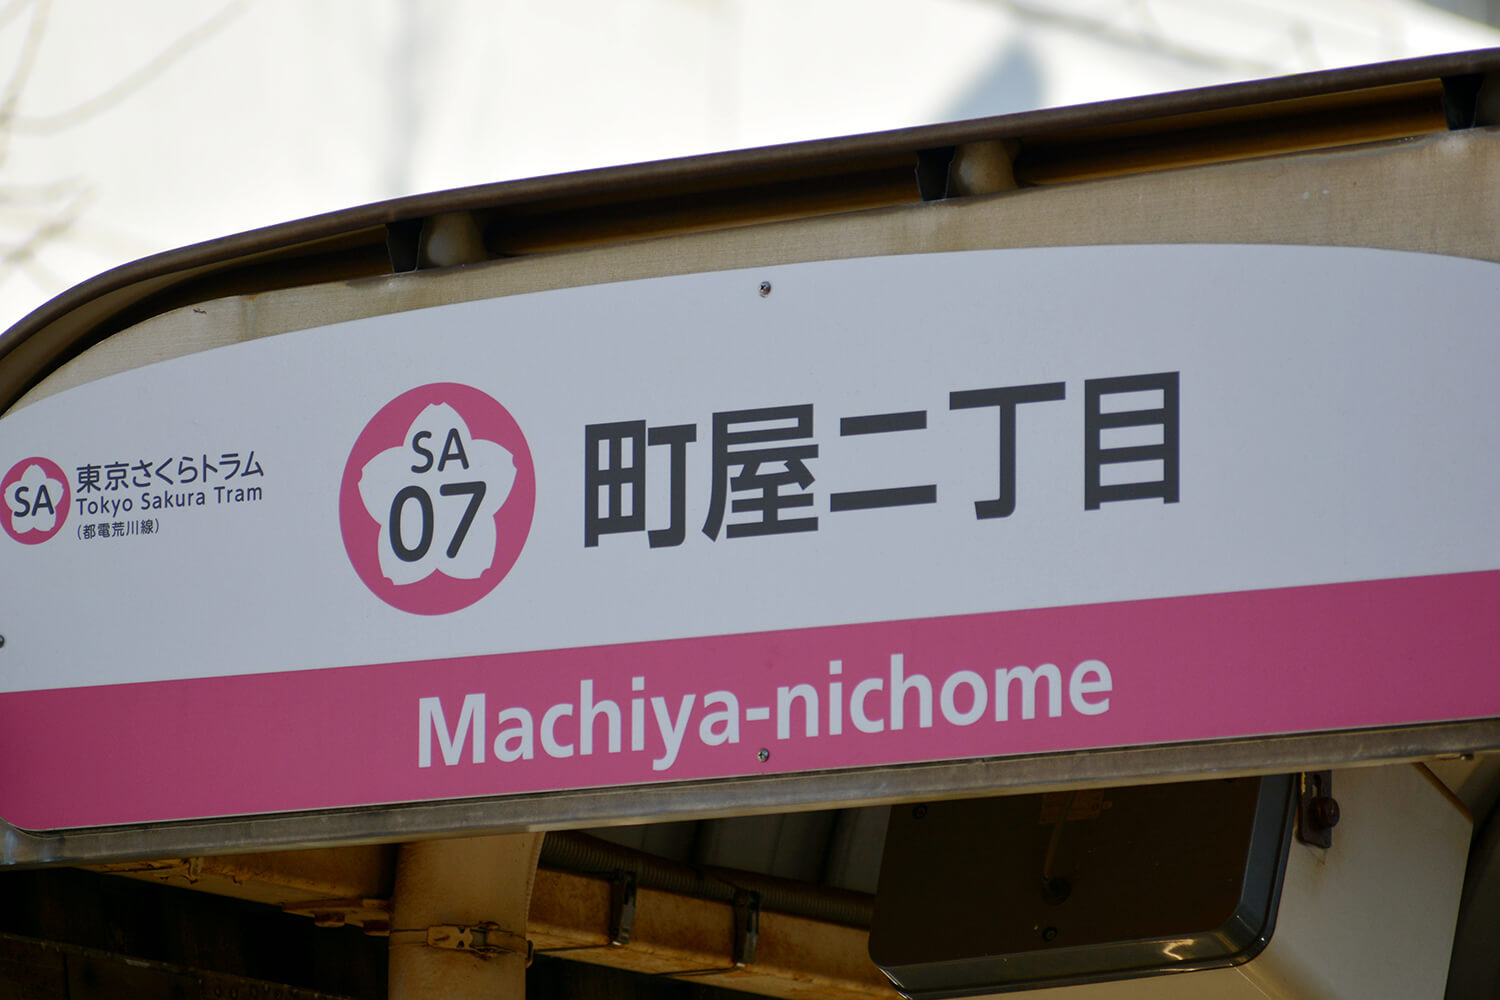 SA
東京さくらトラム
Tokyo Sakura Tram
(都電荒川線)
SA
07
町屋二丁目
Machiya-nichome